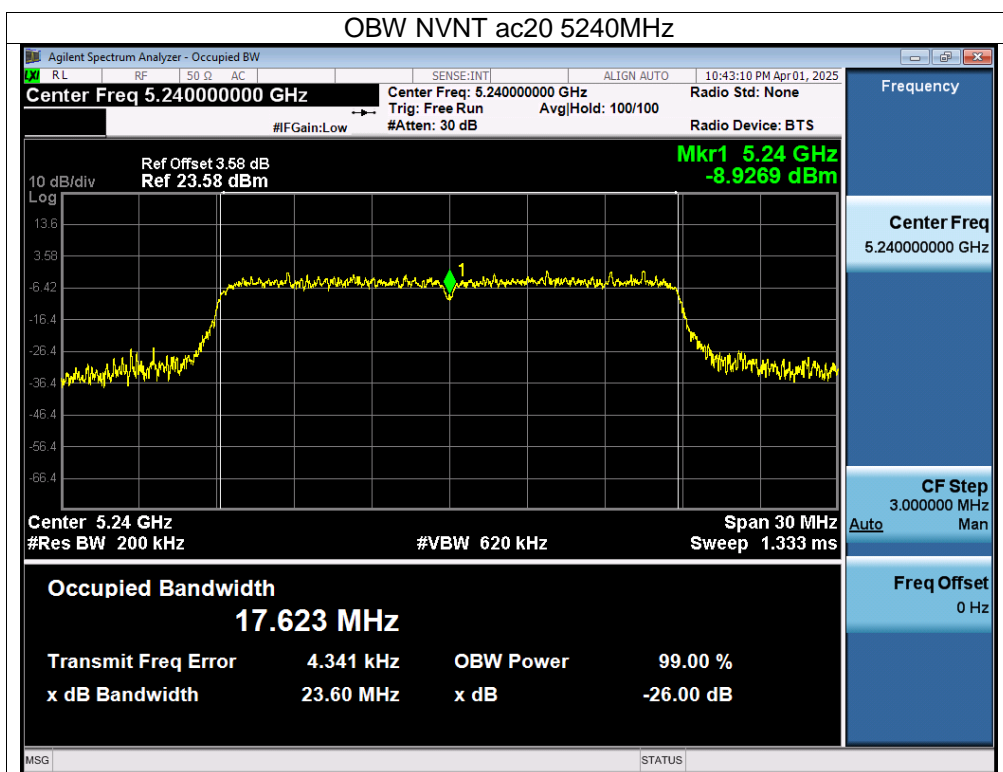 OBW NVNT ac20 5240MHz
Agilent Spectrum Analyzer - Occupied BW
LXI RL RF 50 Ω AC SENSE:INT ALIGN AUTO 10:43:10 PM Apr 01, 2025
Center Freq 5.240000000 GHz
Center Freq: 5.240000000 GHz Radio Std: None
Trig: Free Run Avg|Hold: 100/100
#IFGain:Low #Atten: 30 dB Radio Device: BTS
Mkr1 5.24 GHz
-8.9269 dBm
Ref Offset 3.58 dB
10 dB/div Ref 23.58 dBm
Log
13.6
3.58
-6.42
-16.4
-26.4
-36.4
-46.4
-56.4
-66.4
1
Center 5.24 GHz Span 30 MHz
#Res BW 200 kHz #VBW 620 kHz Sweep 1.333 ms
Occupied Bandwidth
17.623 MHz
Transmit Freq Error 4.341 kHz OBW Power 99.00 %
x dB Bandwidth 23.60 MHz x dB -26.00 dB
MSG STATUS
Frequency
Center Freq
5.240000000 GHz
CF Step
3.000000 MHz
Auto Man
Freq Offset
0 Hz